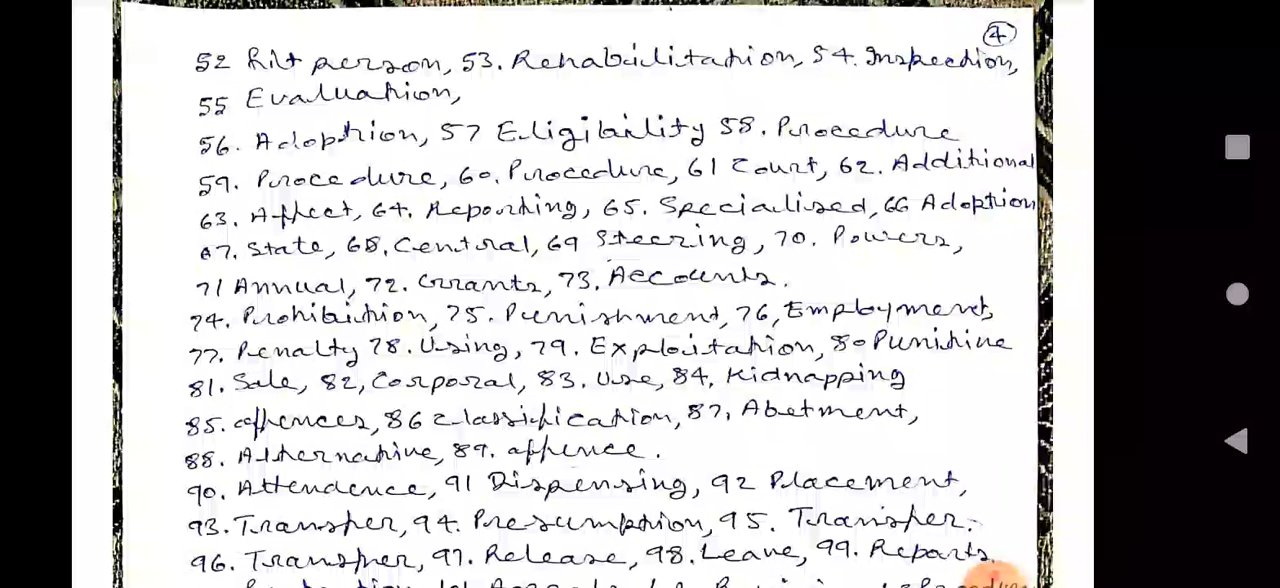 4
52 fit person, 53. Rehabilitation, 54. Inspection,
55 Evaluation,
56. Adoption, 57 Eligibility 58. Procedure
59. Procedure, 60. Procedure, 61 Court, 62. Additional
63. Affect, 64. Reporting, 65. Specialised, 66 Adoption
67. State, 68. Central, 69 Steering, 70. Powers,
71 Annual, 72. Grants, 73. Accounts.
74. Prohibition, 75. Punishment, 76, Employment,
77. Penalty 78. Using, 79. Exploitation, 80 Punitive
81. Sale, 82, Corporal, 83. Use, 84, Kidnapping
85. offences, 86 classification, 87, Abetment,
88. Alternative, 89. offence.
90. Attendence, 91 Dispensing, 92 Placement,
93. Transfer, 94. Presumption, 95. Transfer.
96. Transfer, 97. Release, 98. Leave, 99. Reports.